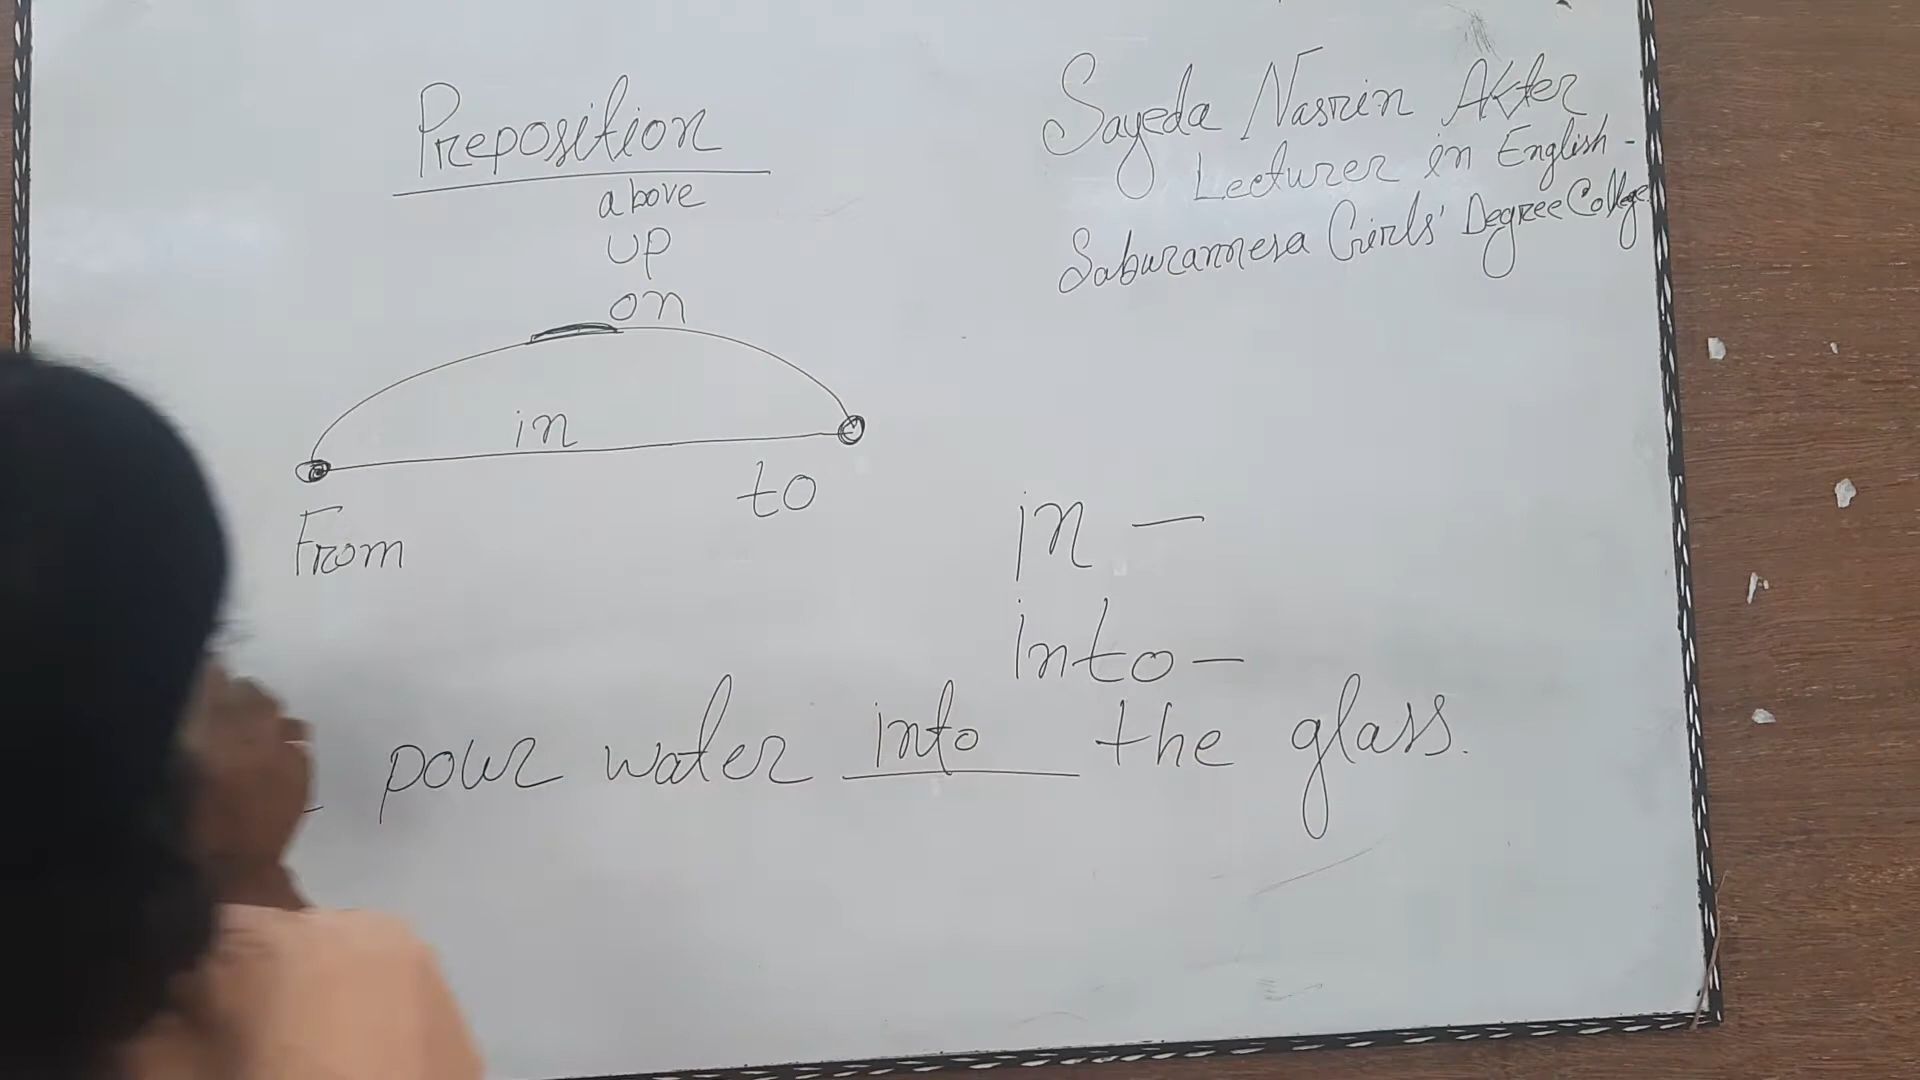 Preposition
above
up
on
in
to
From
Sayeda Nasrin Akter
Lecturer in English -
Saburannesa Girls' Degree College
in —
into —
pour water into the glass.